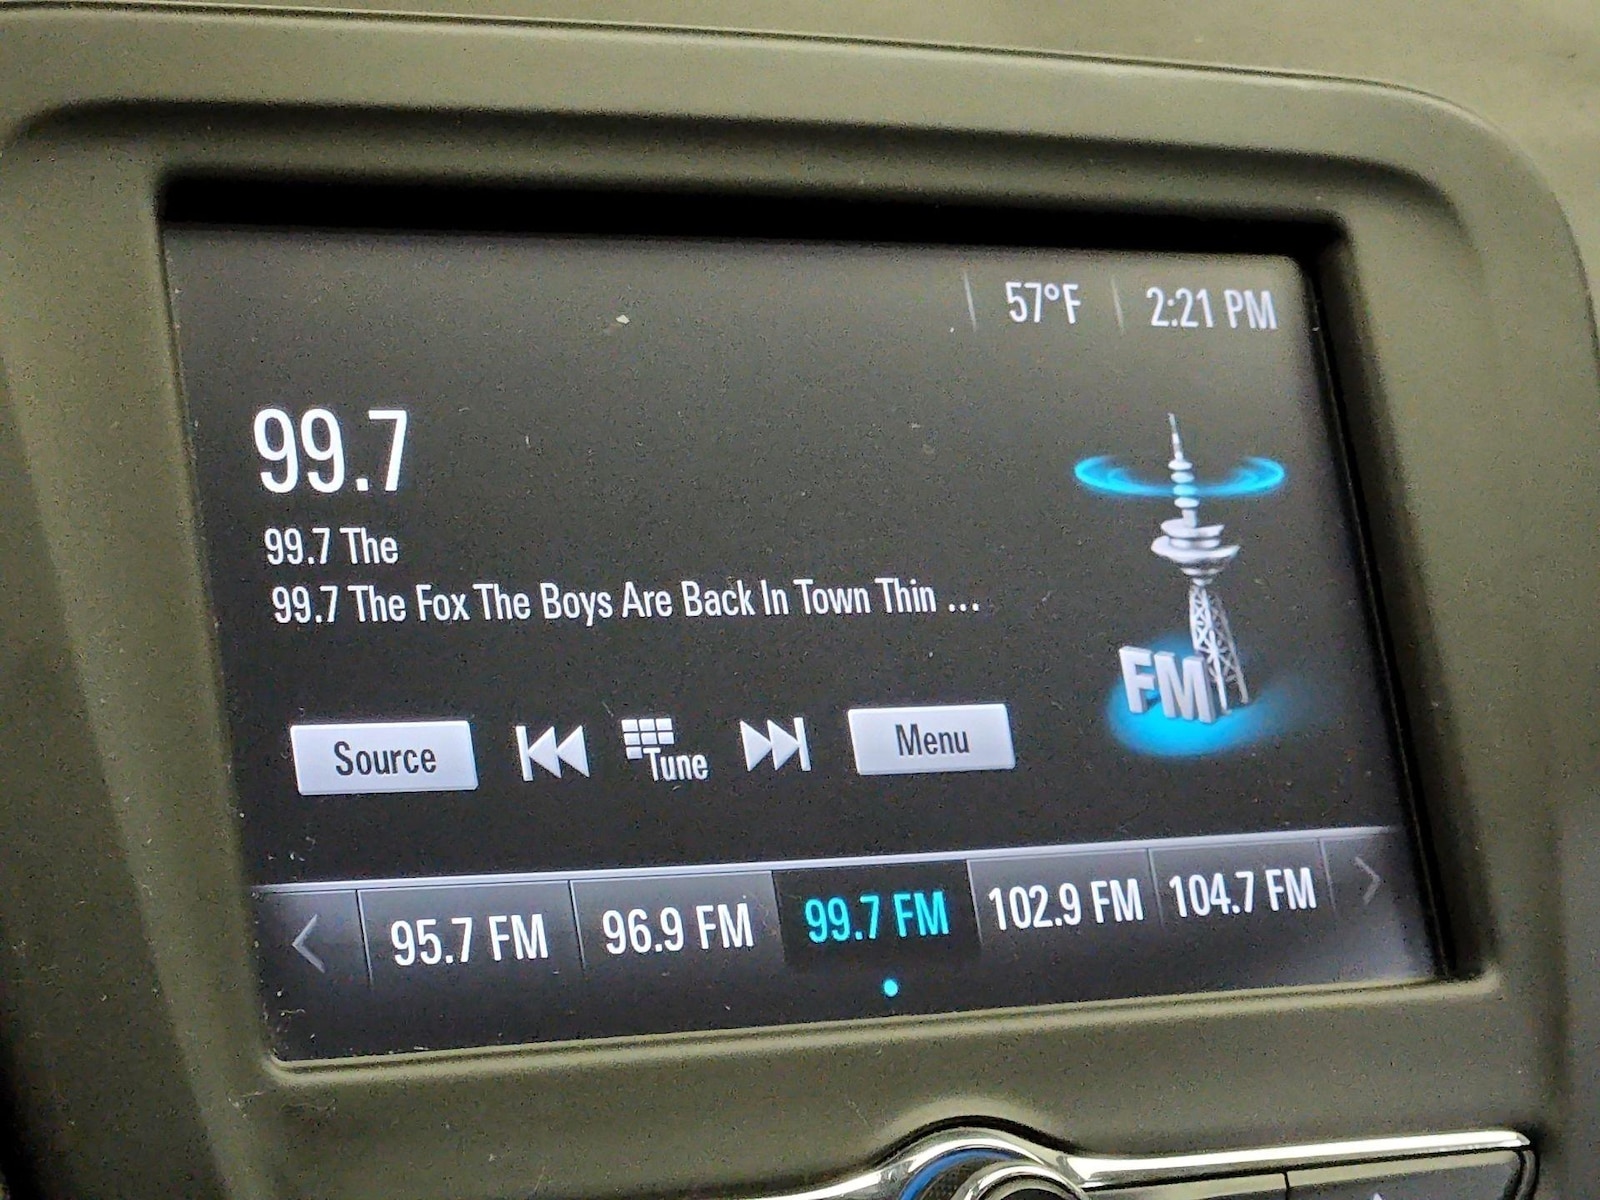 57°F 2:21 PM
99.7
99.7 The
99.7 The Fox The Boys Are Back In Town Thin ...
FM
Source Tune Menu
95.7 FM 96.9 FM 99.7 FM 102.9 FM 104.7 FM